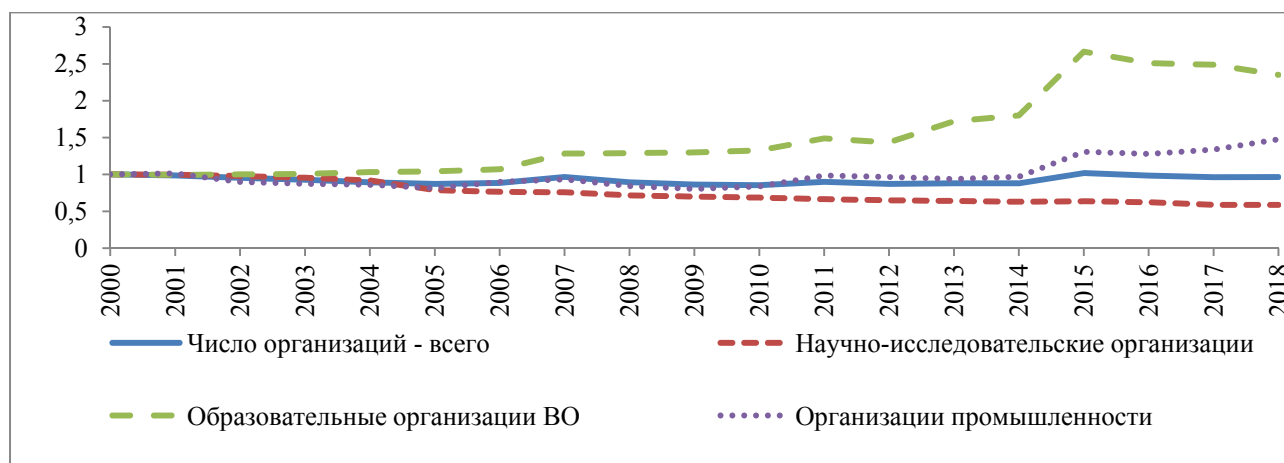 3
2,5
2
1,5
1
0,5
0
2000 2001 2002 2003 2004 2005 2006 2007 2008 2009 2010 2011 2012 2013 2014 2015 2016 2017 2018
Число организаций - всего Научно-исследовательские организации
Образовательные организации ВО Организации промышленности